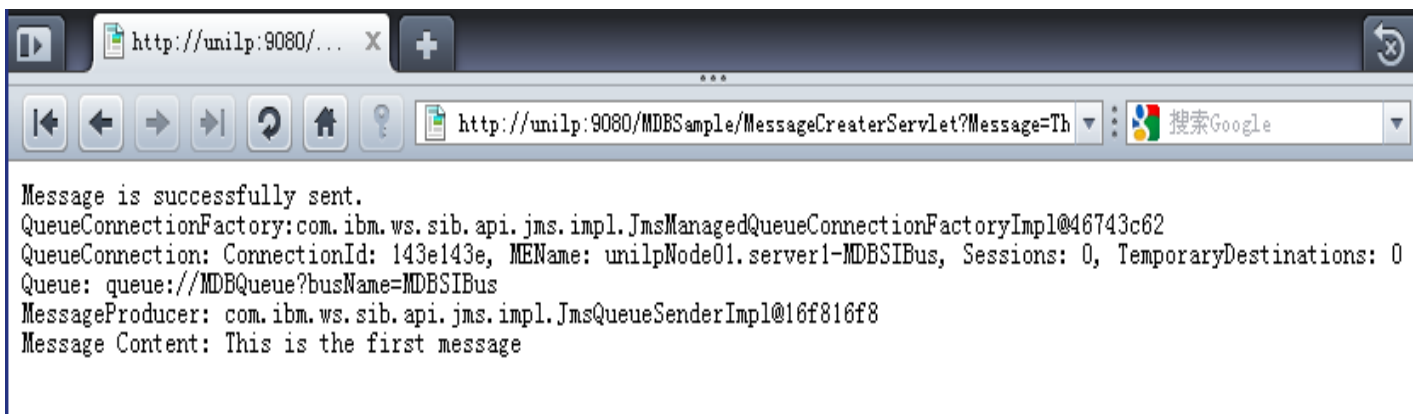 http://unilp:9080/...
http://unilp:9080/MDBSample/MessageCreaterServlet?Message=Th
搜索Google
Message is successfully sent.
QueueConnectionFactory:com.ibm.ws.sib.api.jms.impl.JmsManagedQueueConnectionFactoryImpl@46743c62
QueueConnection: ConnectionId: 143e143e, MEName: unilpNode01.server1-MDBSIBus, Sessions: 0, TemporaryDestinations: 0
Queue: queue://MDBQueue?busName=MDBSIBus
MessageProducer: com.ibm.ws.sib.api.jms.impl.JmsQueueSenderImpl@16f816f8
Message Content: This is the first message